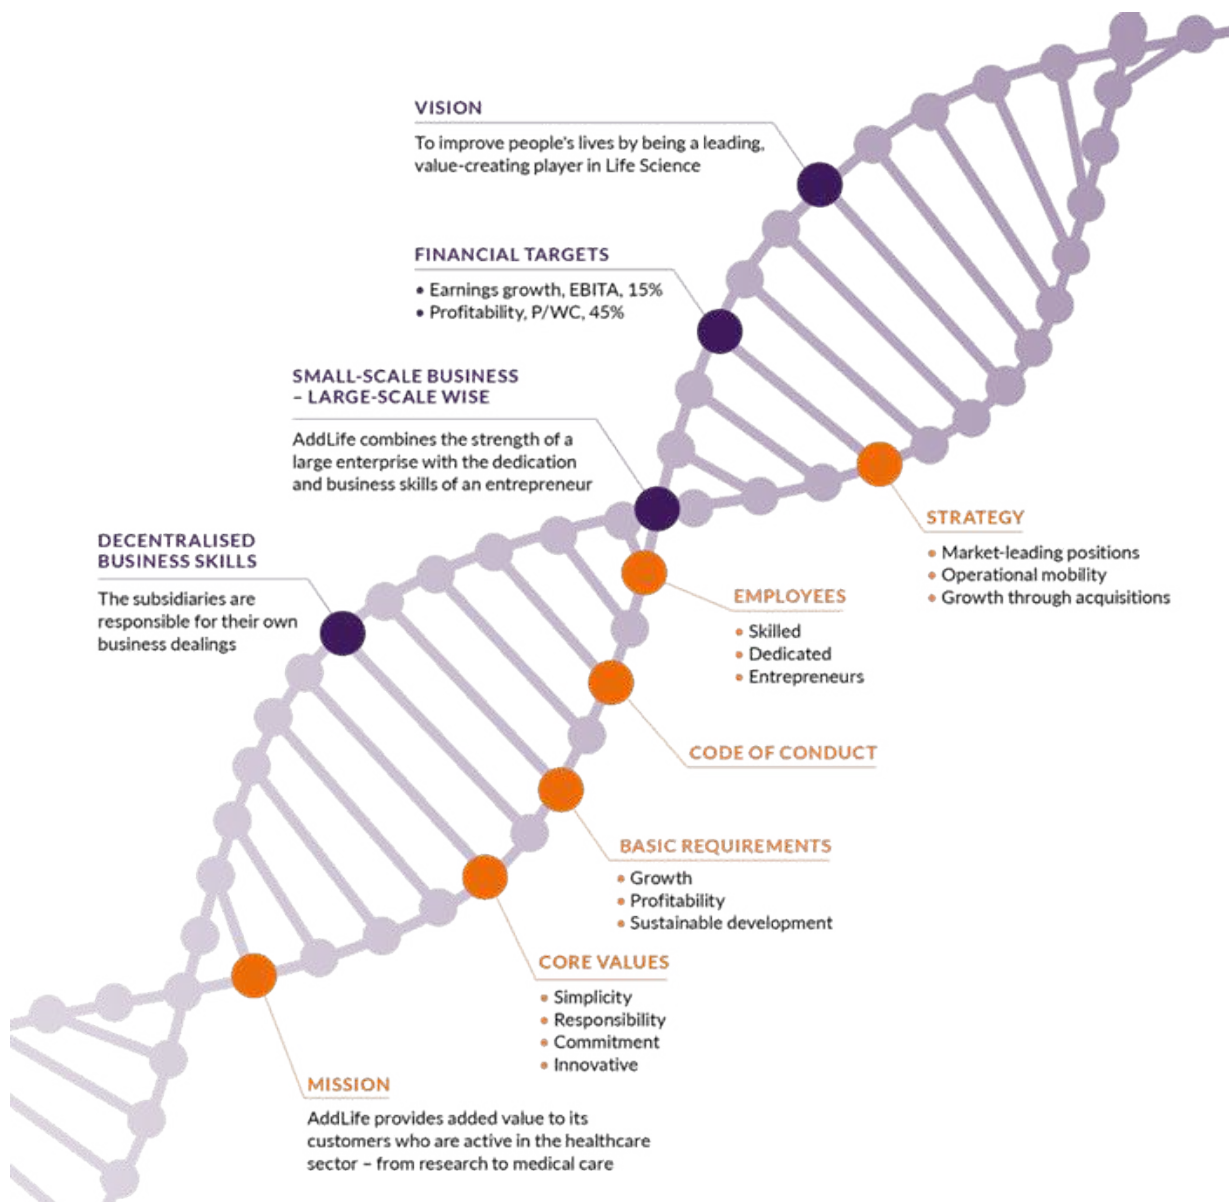 VISION
To improve people's lives by being a leading,
value-creating player in Life Science
FINANCIAL TARGETS
• Earnings growth, EBITA, 15%
• Profitability, P/WC, 45%
SMALL-SCALE BUSINESS
– LARGE-SCALE WISE
AddLife combines the strength of a
large enterprise with the dedication
and business skills of an entrepreneur
DECENTRALISED
BUSINESS SKILLS
The subsidiaries are
responsible for their own
business dealings
STRATEGY
• Market-leading positions
• Operational mobility
• Growth through acquisitions
EMPLOYEES
• Skilled
• Dedicated
• Entrepreneurs
CODE OF CONDUCT
BASIC REQUIREMENTS
• Growth
• Profitability
• Sustainable development
CORE VALUES
• Simplicity
• Responsibility
• Commitment
• Innovative
MISSION
AddLife provides added value to its
customers who are active in the healthcare
sector – from research to medical care